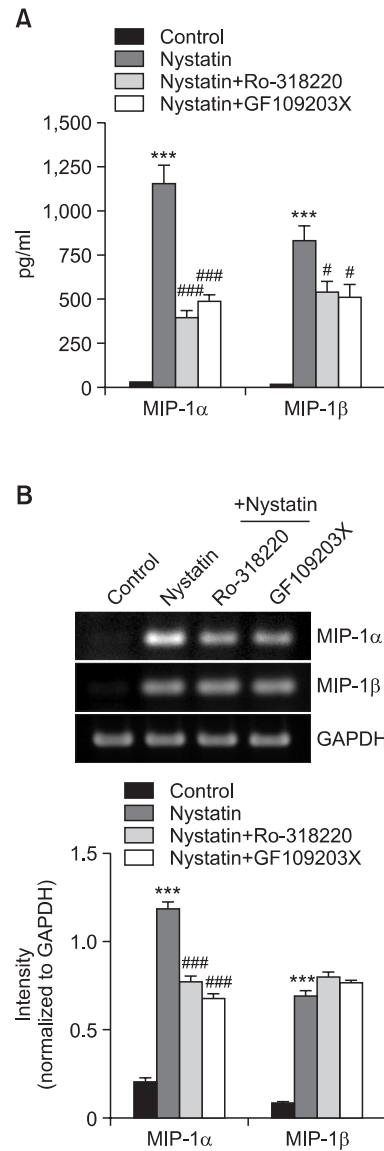 A
Control
Nystatin
Nystatin+Ro-318220
Nystatin+GF109203X
1,500
1,250
1,000
750
500
250
0
pg/ml
***
###
###
***
#
#
MIP-1α
MIP-1β
B
+Nystatin
Control
Nystatin
Ro-318220
GF109203X
MIP-1α
MIP-1β
GAPDH
Control
Nystatin
Nystatin+Ro-318220
Nystatin+GF109203X
1.5
1.0
0.5
0
Intensity
(normalized to GAPDH)
***
###
###
***
MIP-1α
MIP-1β